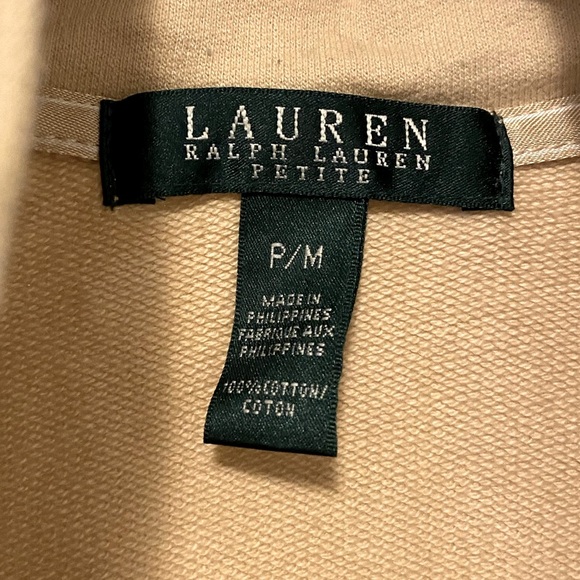 LAUREN
RALPH LAUREN
PETITE
P/M
MADE IN
PHILIPPINES
FABRIQUE AUX
PHILIPPINES
100% COTTON/
COTON